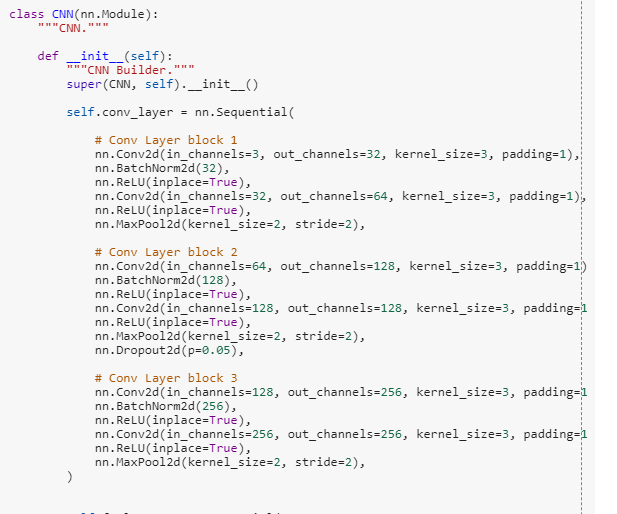 class CNN(nn.Module):
    """CNN."""

    def __init__(self):
        """CNN Builder."""
        super(CNN, self).__init__()

        self.conv_layer = nn.Sequential(

            # Conv Layer block 1
            nn.Conv2d(in_channels=3, out_channels=32, kernel_size=3, padding=1),
            nn.BatchNorm2d(32),
            nn.ReLU(inplace=True),
            nn.Conv2d(in_channels=32, out_channels=64, kernel_size=3, padding=1),
            nn.ReLU(inplace=True),
            nn.MaxPool2d(kernel_size=2, stride=2),

            # Conv Layer block 2
            nn.Conv2d(in_channels=64, out_channels=128, kernel_size=3, padding=1)
            nn.BatchNorm2d(128),
            nn.ReLU(inplace=True),
            nn.Conv2d(in_channels=128, out_channels=128, kernel_size=3, padding=1
            nn.ReLU(inplace=True),
            nn.MaxPool2d(kernel_size=2, stride=2),
            nn.Dropout2d(p=0.05),

            # Conv Layer block 3
            nn.Conv2d(in_channels=128, out_channels=256, kernel_size=3, padding=1
            nn.BatchNorm2d(256),
            nn.ReLU(inplace=True),
            nn.Conv2d(in_channels=256, out_channels=256, kernel_size=3, padding=1
            nn.ReLU(inplace=True),
            nn.MaxPool2d(kernel_size=2, stride=2),
        )